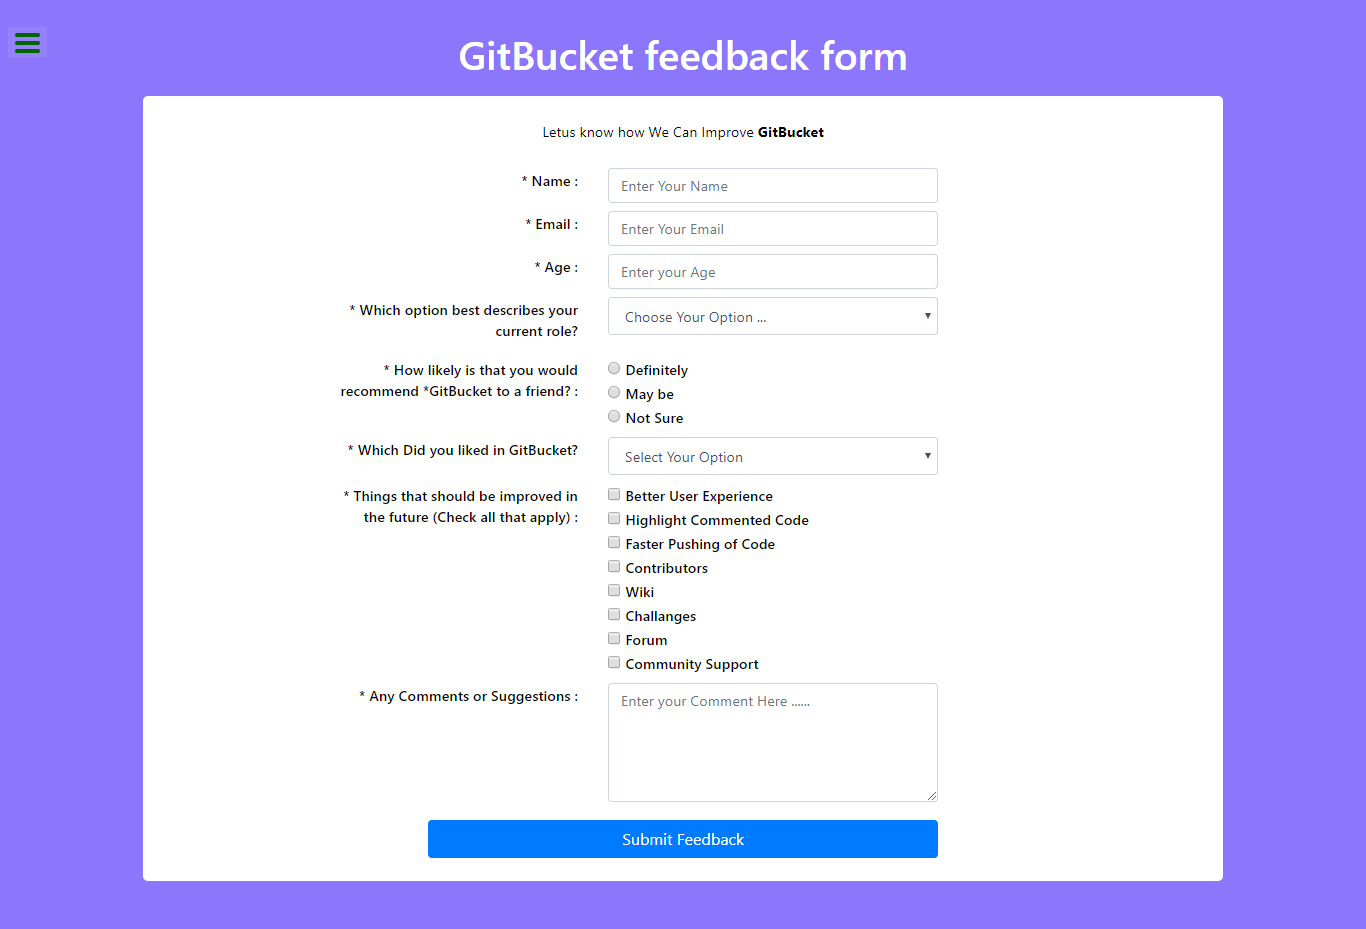 GitBucket feedback form
Letus know how We Can Improve GitBucket
* Name :
Enter Your Name
* Email :
Enter Your Email
* Age :
Enter your Age
* Which option best describes your
current role?
Choose Your Option ...
* How likely is that you would
recommend *GitBucket to a friend? :
Definitely
May be
Not Sure
* Which Did you liked in GitBucket?
Select Your Option
* Things that should be improved in
the future (Check all that apply) :
Better User Experience
Highlight Commented Code
Faster Pushing of Code
Contributors
Wiki
Challanges
Forum
Community Support
* Any Comments or Suggestions :
Enter your Comment Here ......
Submit Feedback